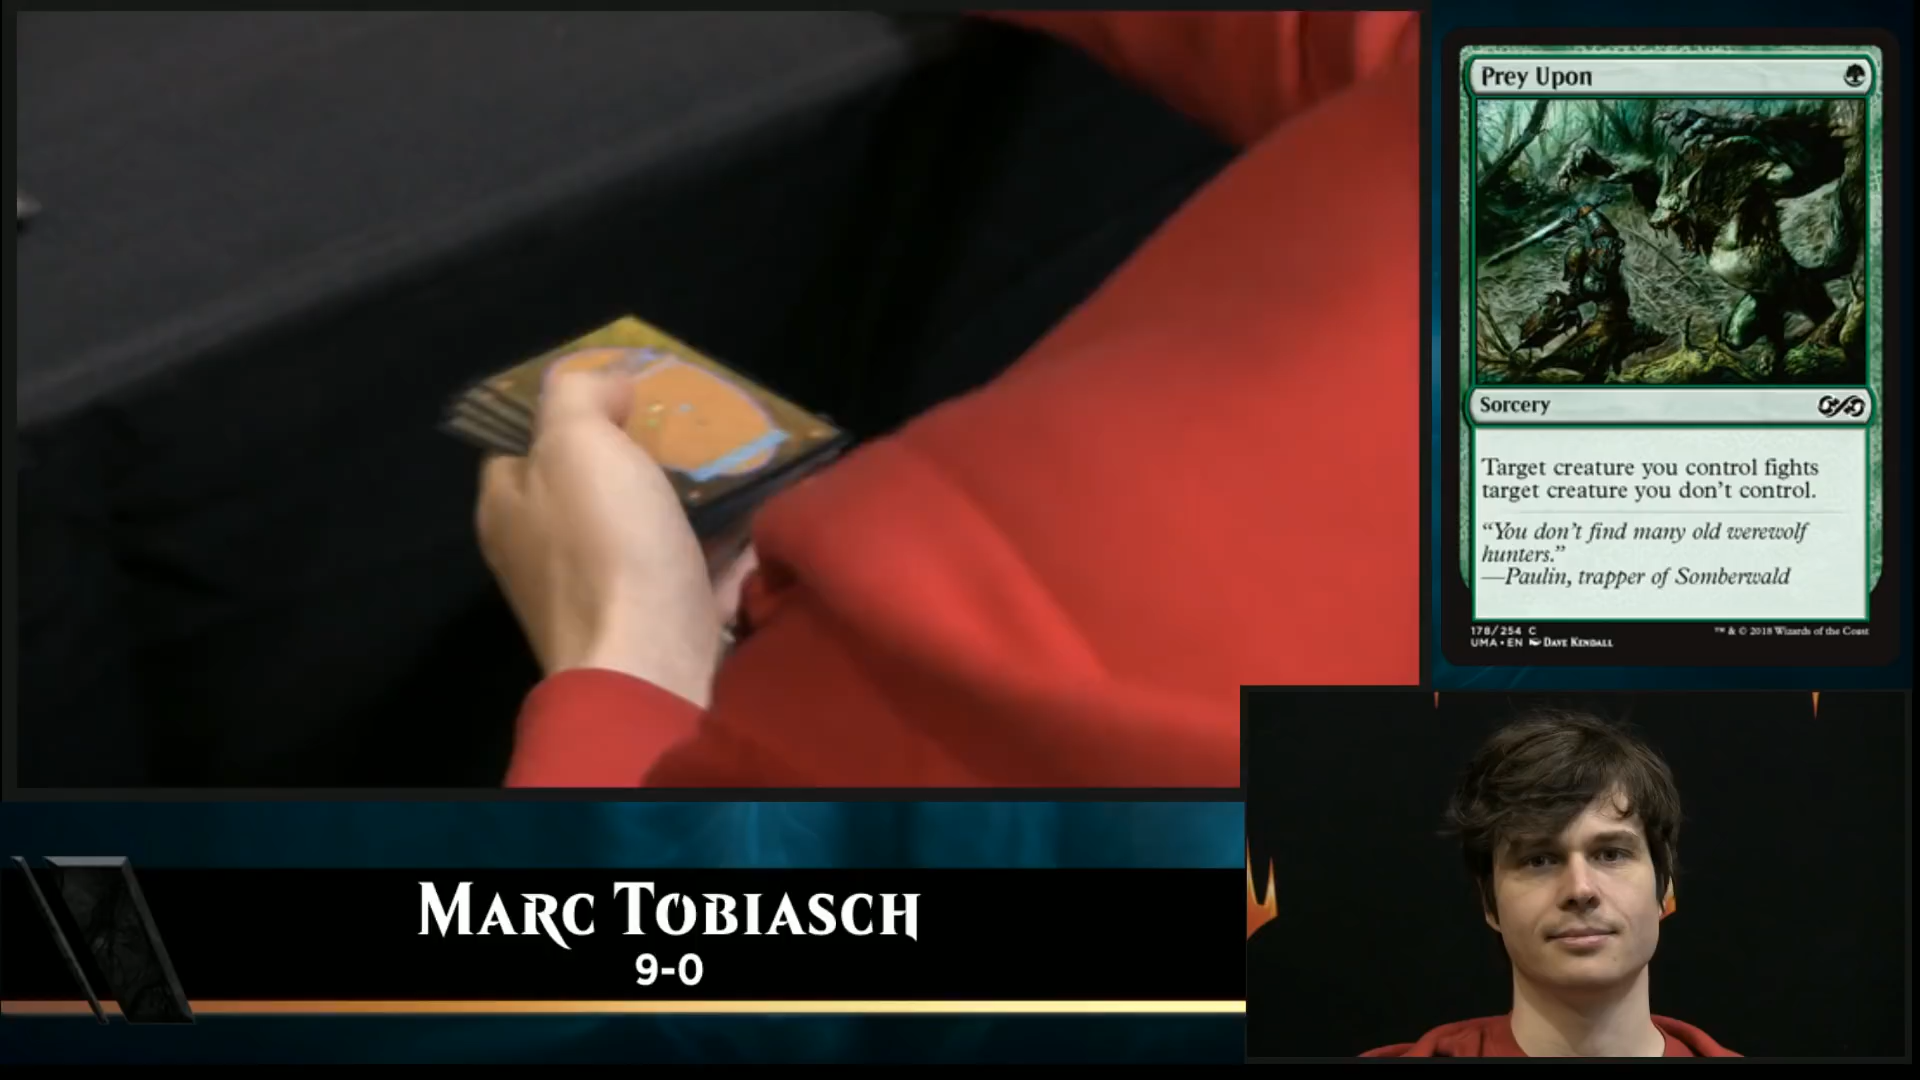 Prey Upon
Sorcery
Target creature you control fights
target creature you don't control.
“You don't find many old werewolf
hunters.”
—Paulin, trapper of Somberwald
178/254 C
UMA • EN DAVE KENDALL
™ & © 2018 Wizards of the Coast
MARC TOBIASCH
9-0